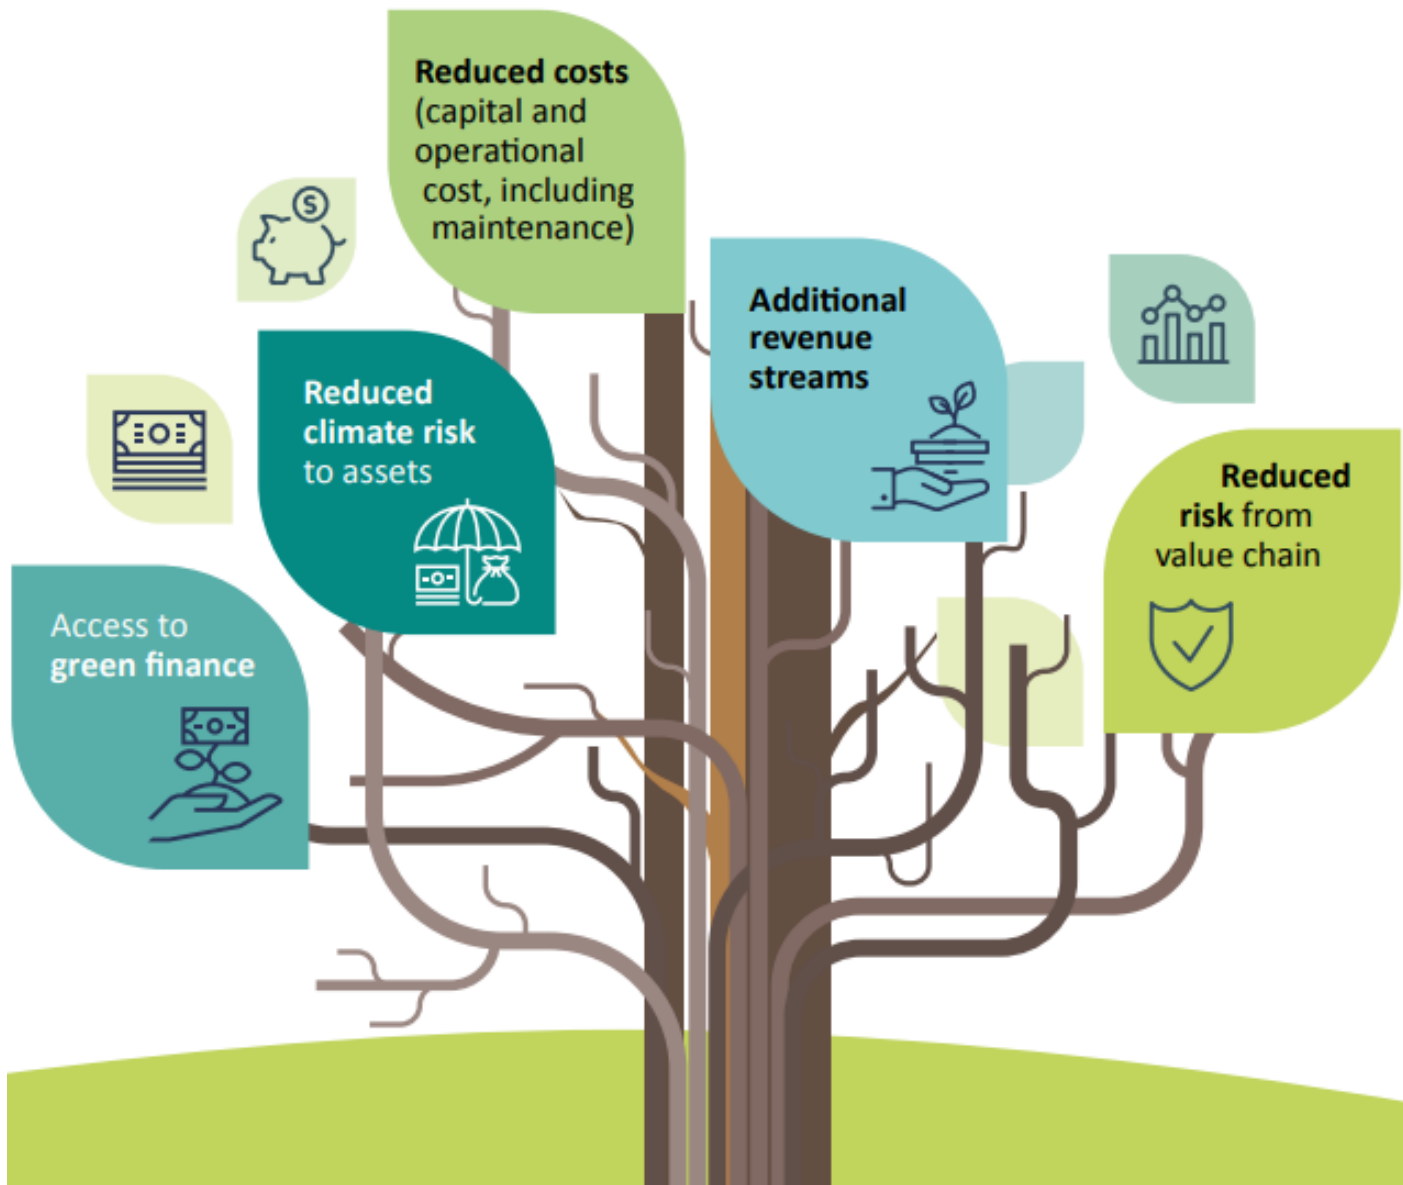 Reduced costs
(capital and
operational
cost, including
maintenance)
$
Additional
revenue
streams
Reduced
climate risk
to assets
Reduced
risk from
value chain
Access to
green finance